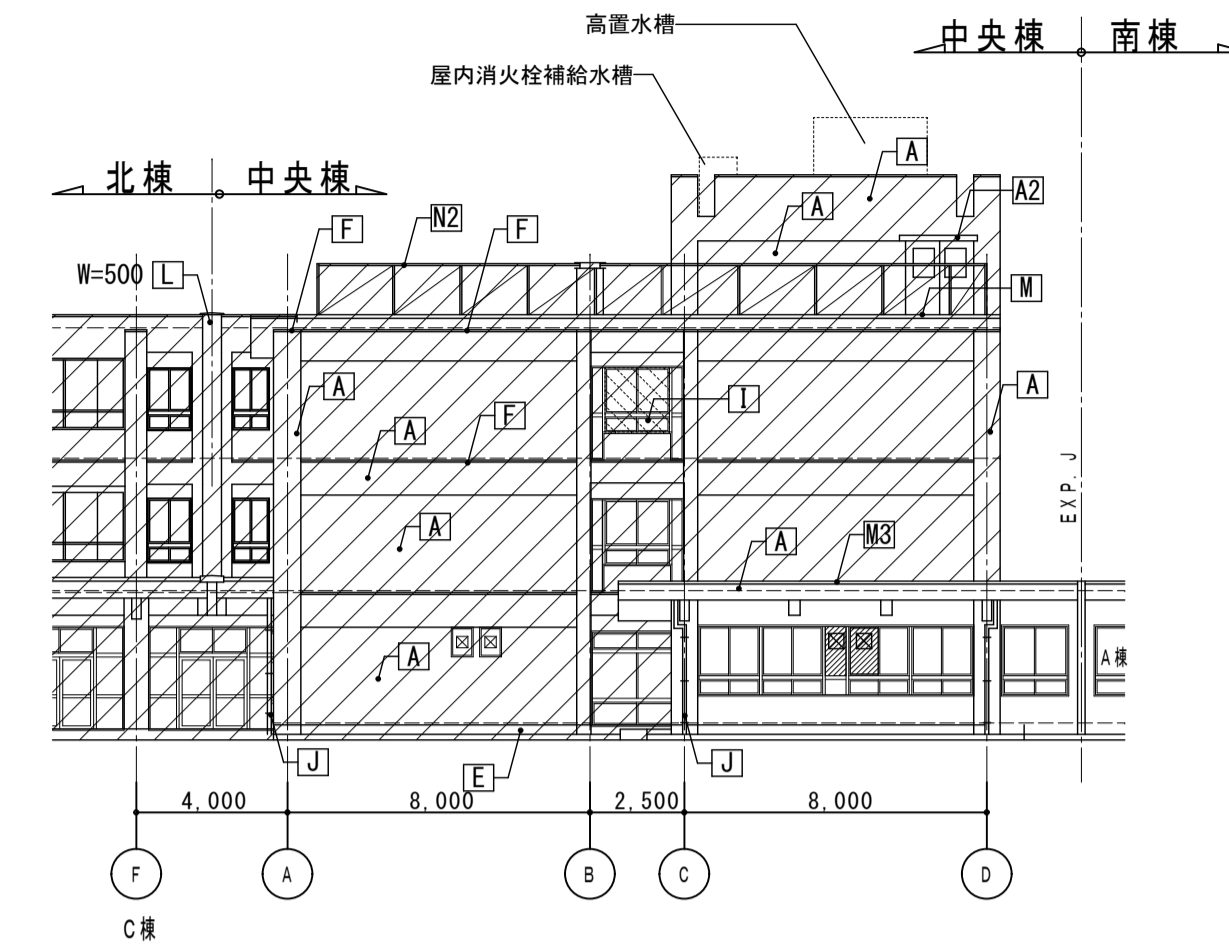 高置水槽
中央棟 南棟
屋内消火栓補給水槽
A
北棟 中央棟
A2
N2
F
F
A
W=500 L
M
A
A
I
A
F
EXP. J
A
A
M3
A
A棟
J
E
J
4,000 8,000 2,500 8,000
F A B C D
C棟